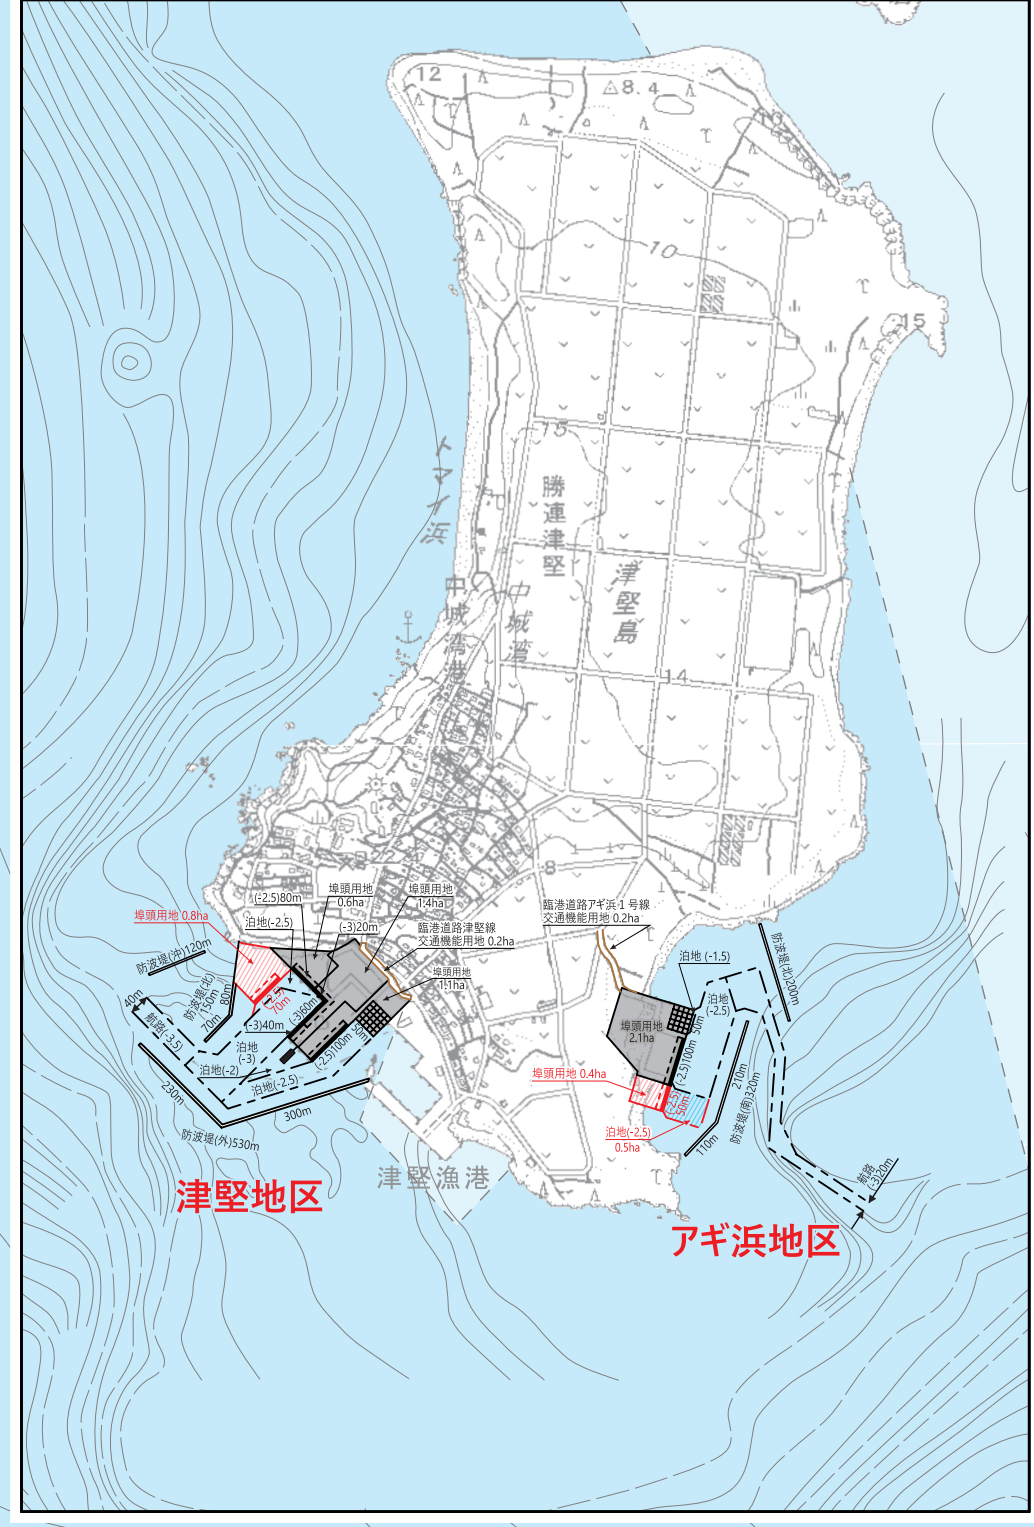 12
8.4
10
10
15
15
トマイ浜
勝連津堅
津堅島
中城湾港
中城湾
14
22
8
埠頭用地
0.6ha
埠頭用地
1.4ha
(-2.5)80m
埠頭用地 0.8ha
泊地(-2.5)
(-3)20m
臨港道路津堅線
交通機能用地 0.2ha
臨港道路アギ浜1号線
交通機能用地 0.2ha
防波堤(沖)120m
埠頭用地
1.1ha
泊地 (-1.5)
防波堤(北)200m
防波堤(北)
150m
80m
70m
40m
航路(-3.5)
(-2.5)
70m
(-3)60m
(-3)40m
泊地
(-3)
泊地(-2)
泊地(-2.5)
(-2.5)100m
50m
230m
300m
防波堤(外)530m
泊地
(-2.5)
埠頭用地
2.1ha
50m
(-2.5)100m
埠頭用地 0.4ha
(-2.5)
50m
泊地(-2.5)
0.5ha
210m
防波堤(南)320m
110m
航路
(-3)20m
津堅漁港
津堅地区
アギ浜地区